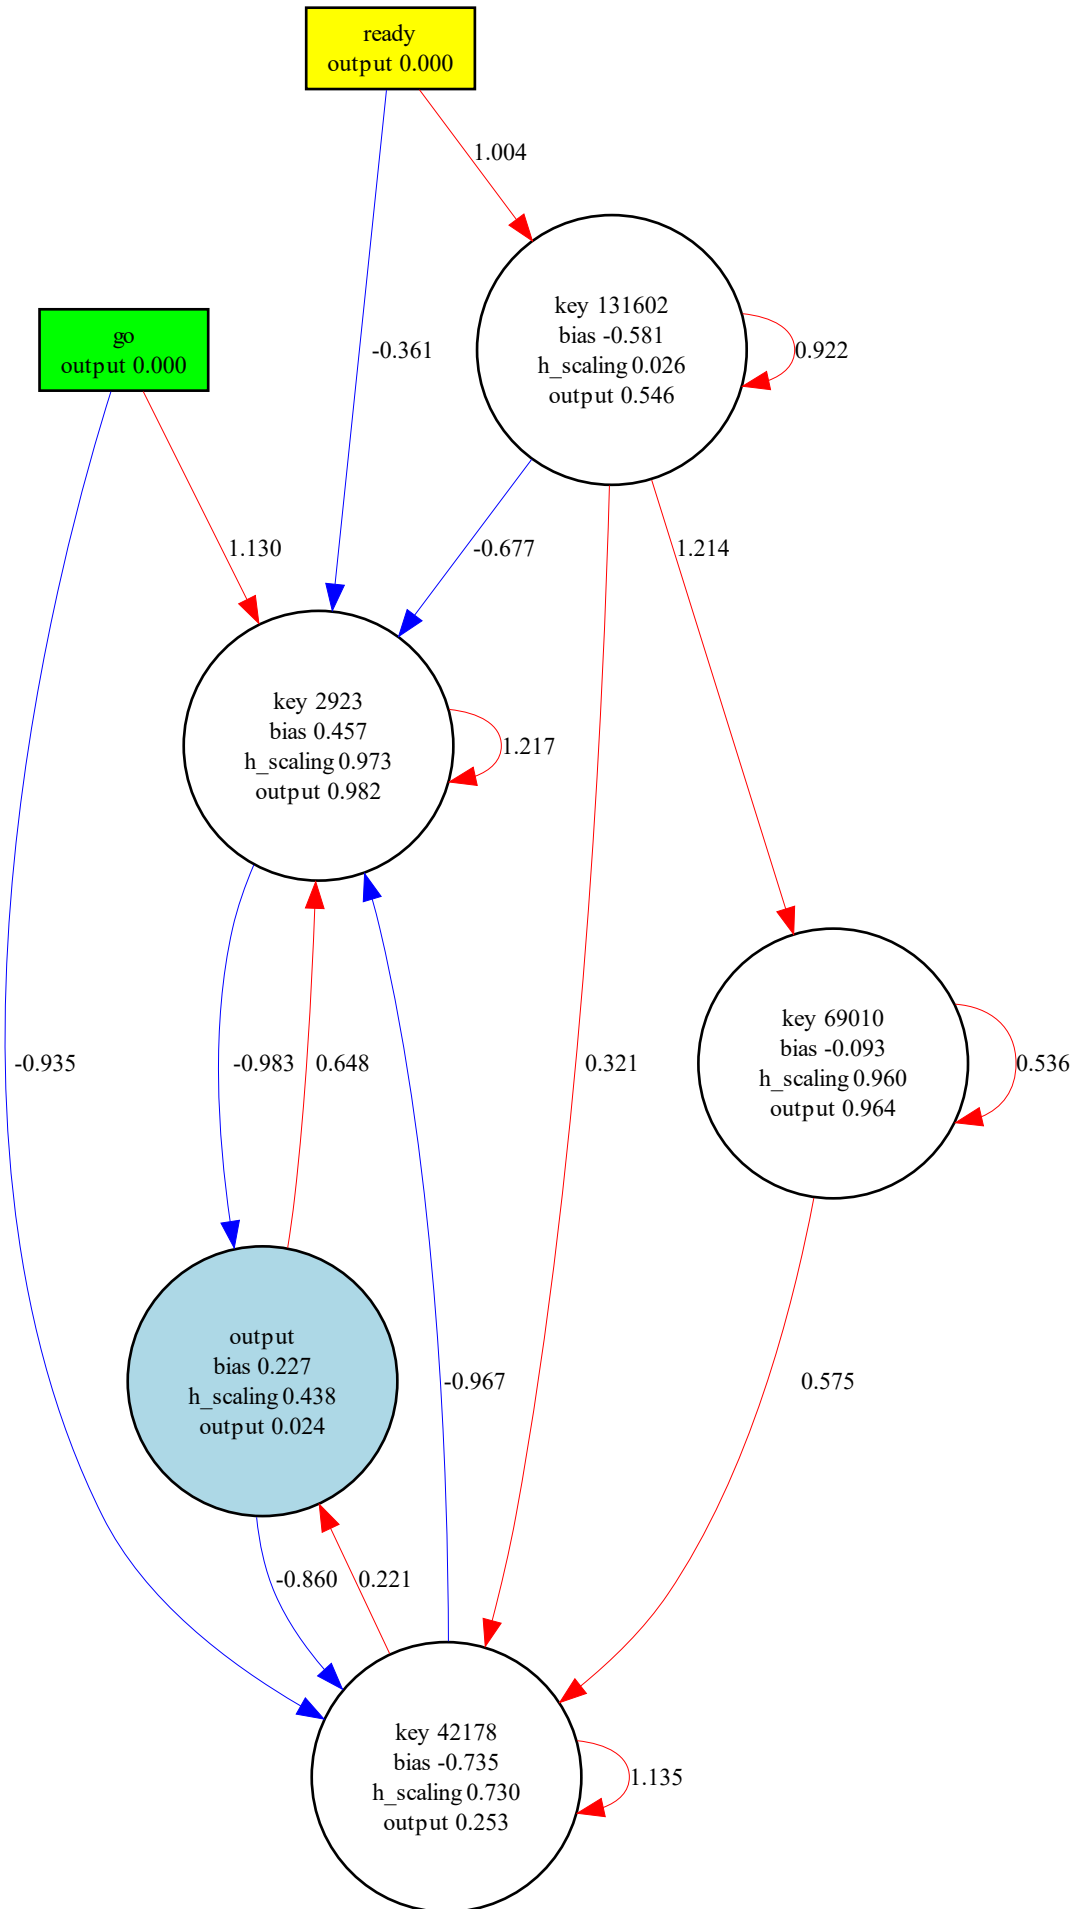 ready
output 0.000
1.004
go
output 0.000
-0.361
key 131602
bias -0.581
h_scaling 0.026
output 0.546
0.922
1.130
-0.677
1.214
key 2923
bias 0.457
h_scaling 0.973
output 0.982
1.217
-0.935
-0.983
0.648
0.321
key 69010
bias -0.093
h_scaling 0.960
output 0.964
0.536
output
bias 0.227
h_scaling 0.438
output 0.024
-0.967
0.575
-0.860
0.221
key 42178
bias -0.735
h_scaling 0.730
output 0.253
1.135